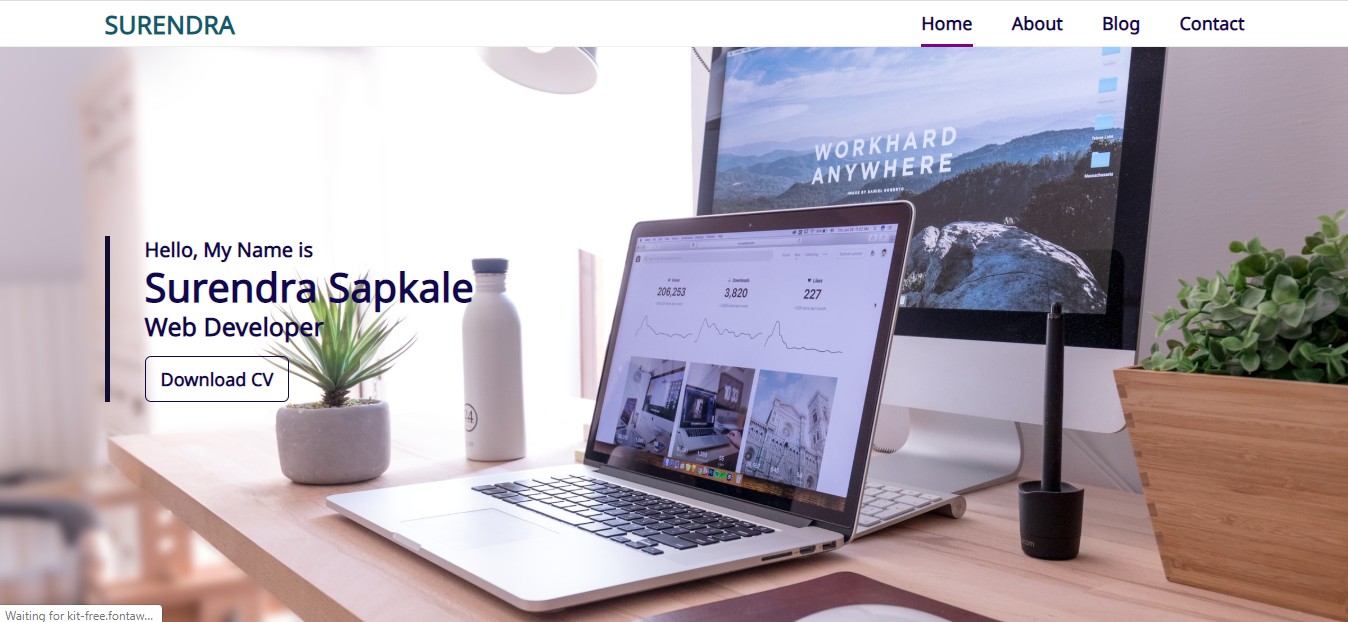 SURENDRA
Home About Blog Contact
WORKHARD
ANYWHERE
Hello, My Name is
Surendra Sapkale
Web Developer
Download CV
206,253 3,820 227
24
Waiting for kit-free.fontaw...